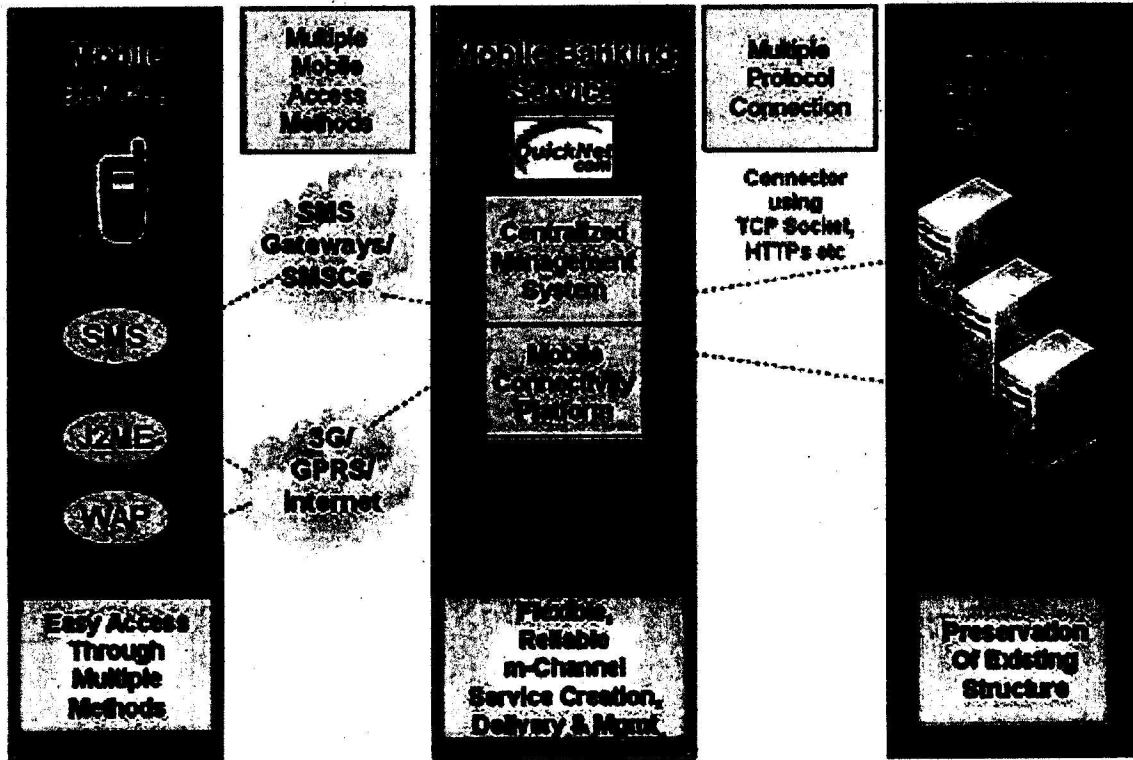 Mobile
Multiple
Mobile
Access
Methods
Mobile Banking
Service
QuickNet
.com
Multiple
Protocol
Connection
Connector
using
TCP Socket,
HTTPs etc
SMS
Gateways/
SMSCs
Centralized
Management
System
Mobile
Connectivity
Platform
SMS
J2ME
WAP
3G/
GPRS/
Internet
Easy Access
Through
Multiple
Methods
Flexible,
Reliable
m-Channel
Service Creation,
Delivery & Mgmt
Preservation
Of Existing
Structure